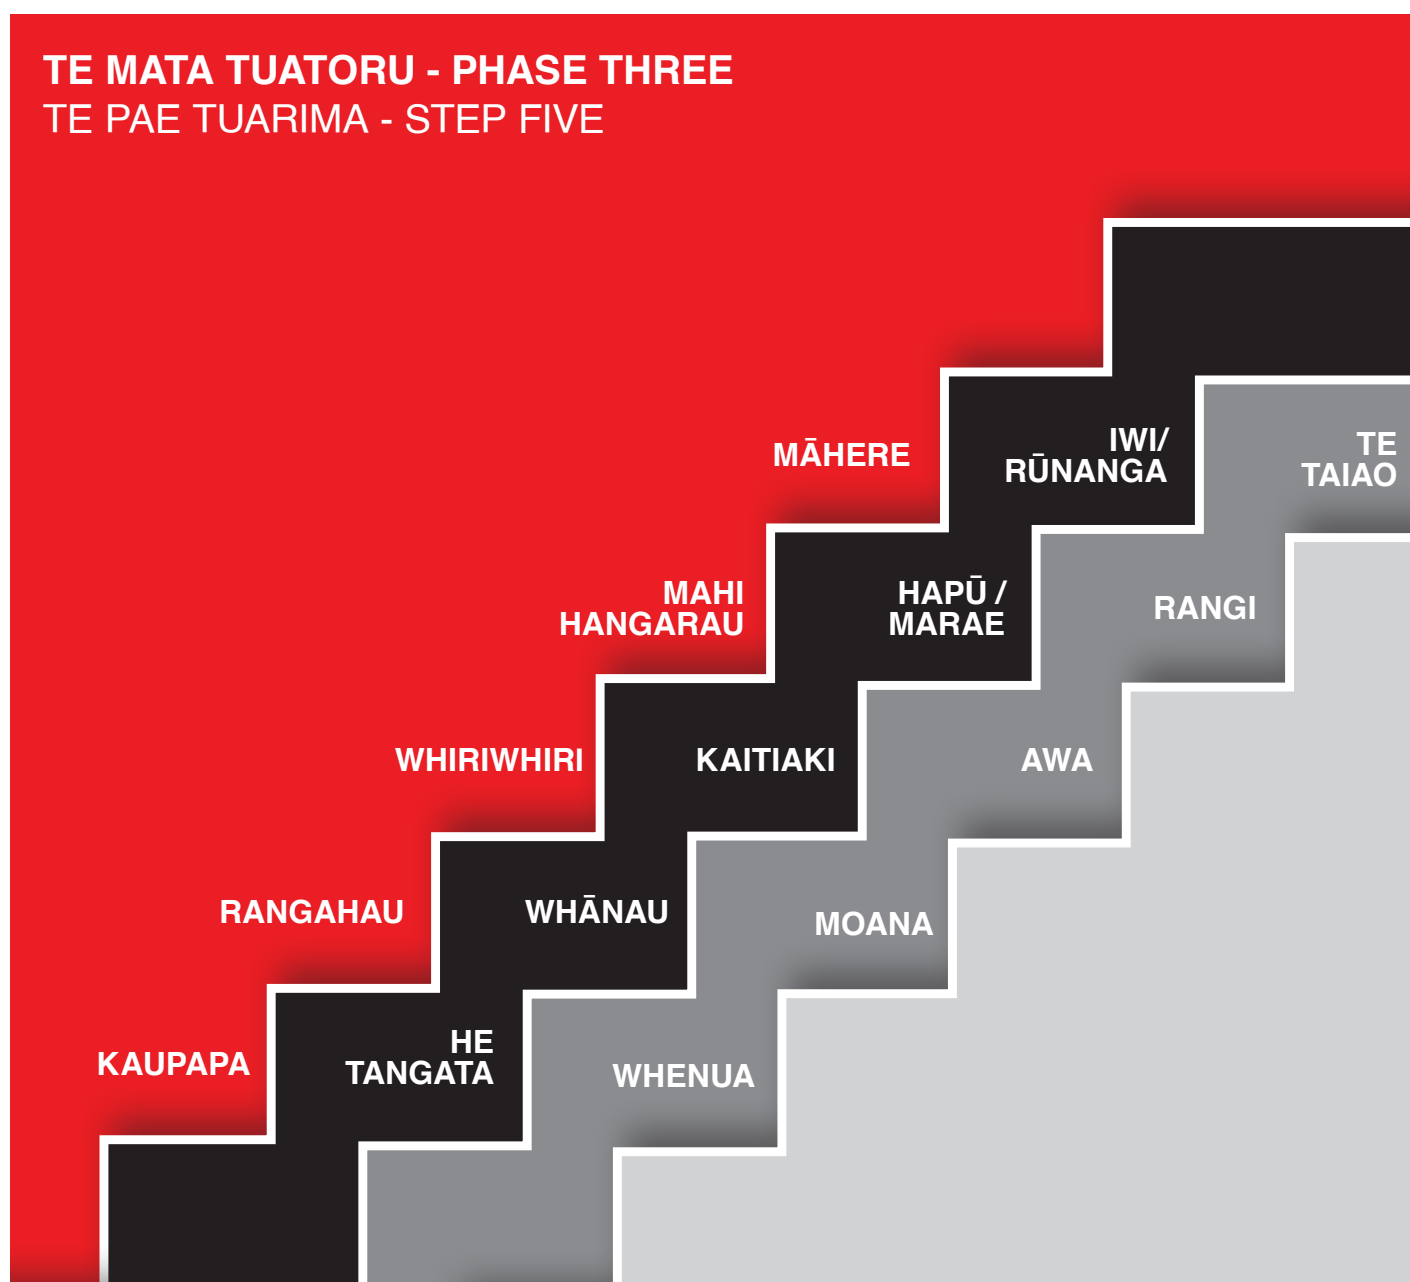 TE MATA TUATORU - PHASE THREE
TE PAE TUARIMA - STEP FIVE
MĀHERE
IWI/
RŪNANGA
TE
TAIAO
MAHI
HANGARAU
HAPŪ /
MARAE
RANGI
WHIRIWHIRI
KAITIAKI
AWA
RANGAHAU
WHĀNAU
MOANA
KAUPAPA
HE
TANGATA
WHENUA